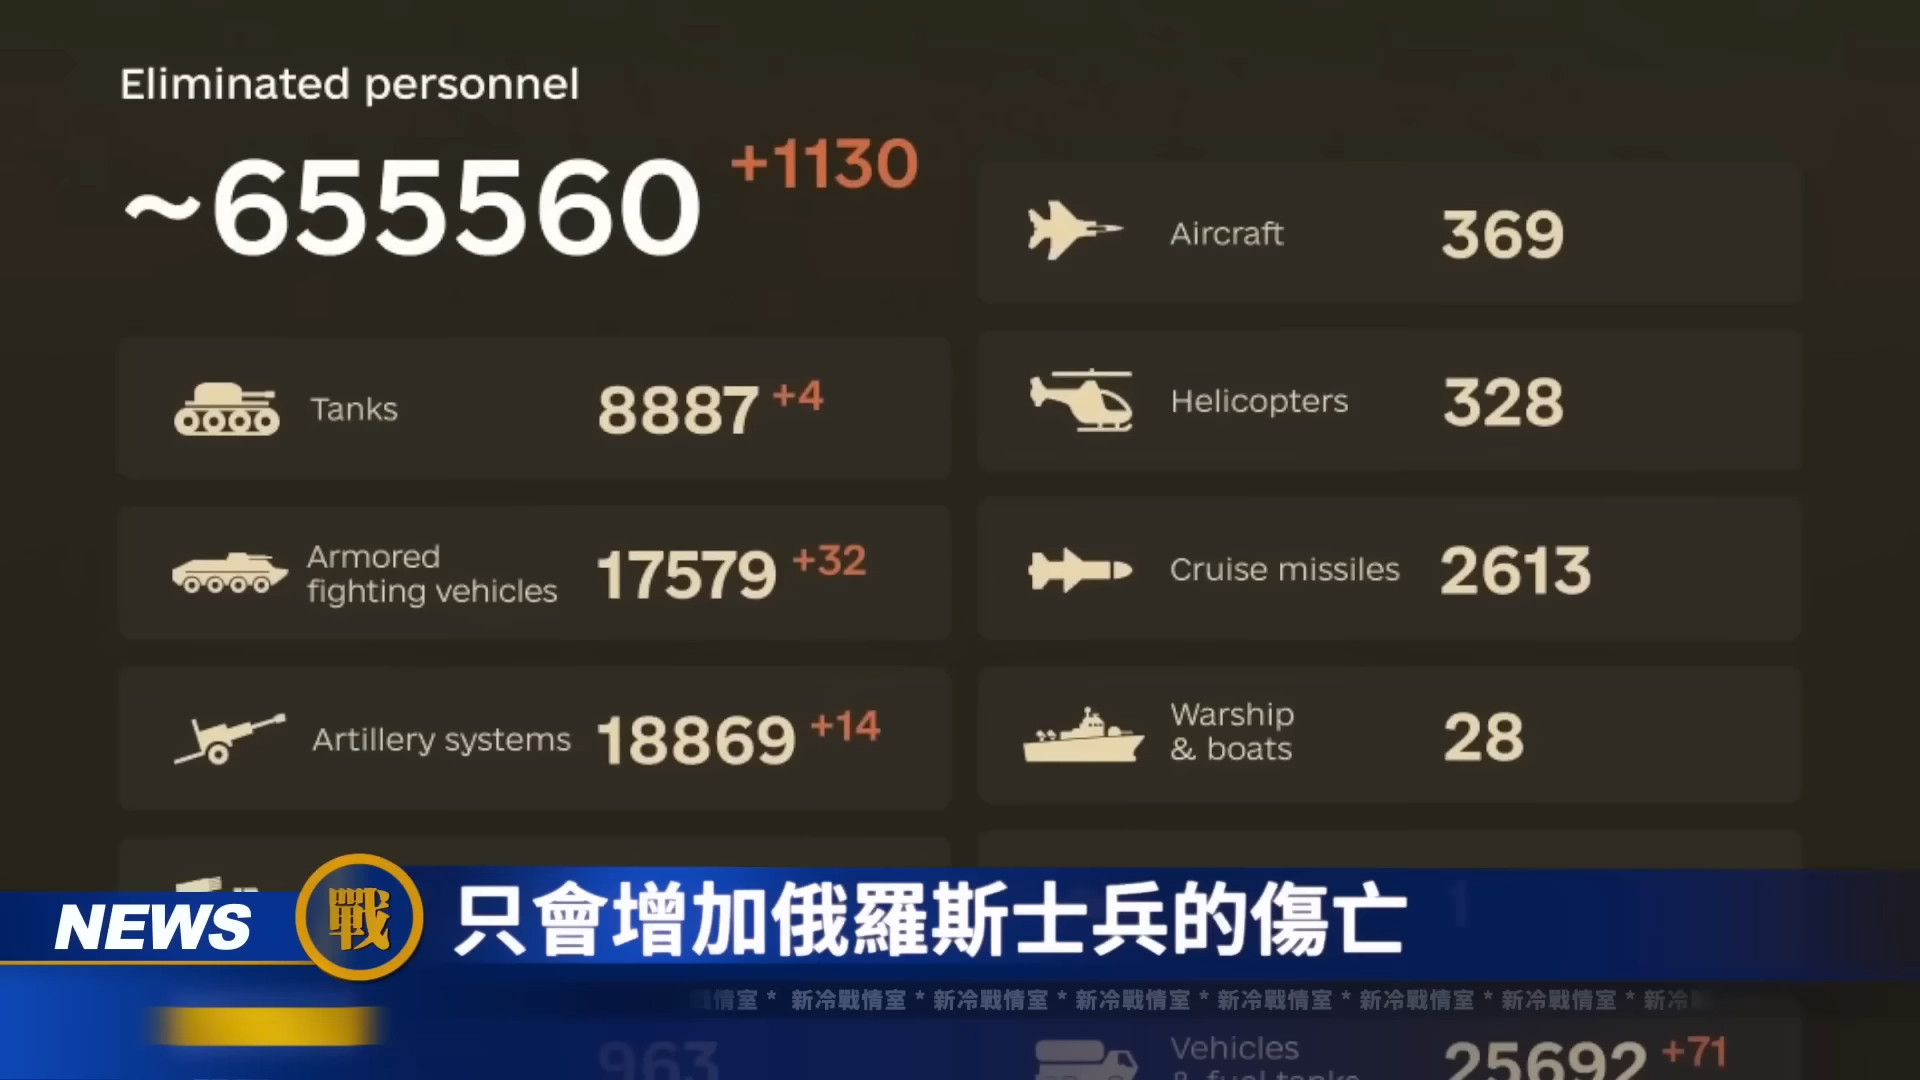 Eliminated personnel
~655560 +1130
Tanks 8887 +4
Armored
fighting vehicles 17579 +32
Artillery systems 18869 +14
Aircraft 369
Helicopters 328
Cruise missiles 2613
Warship
& boats 28
NEWS 戰 只會增加俄羅斯士兵的傷亡
情室 * 新冷戰情室 * 新冷戰情室 * 新冷戰情室 * 新冷戰情室 * 新冷戰情室 * 新冷戰情室 * 新冷
963
Vehicles
& fuel tanks 25692 +71